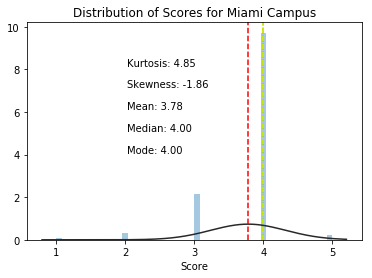 Distribution of Scores for Miami Campus
10
8
6
4
2
0
Kurtosis: 4.85
Skewness: -1.86
Mean: 3.78
Median: 4.00
Mode: 4.00
1 2 3 4 5
Score